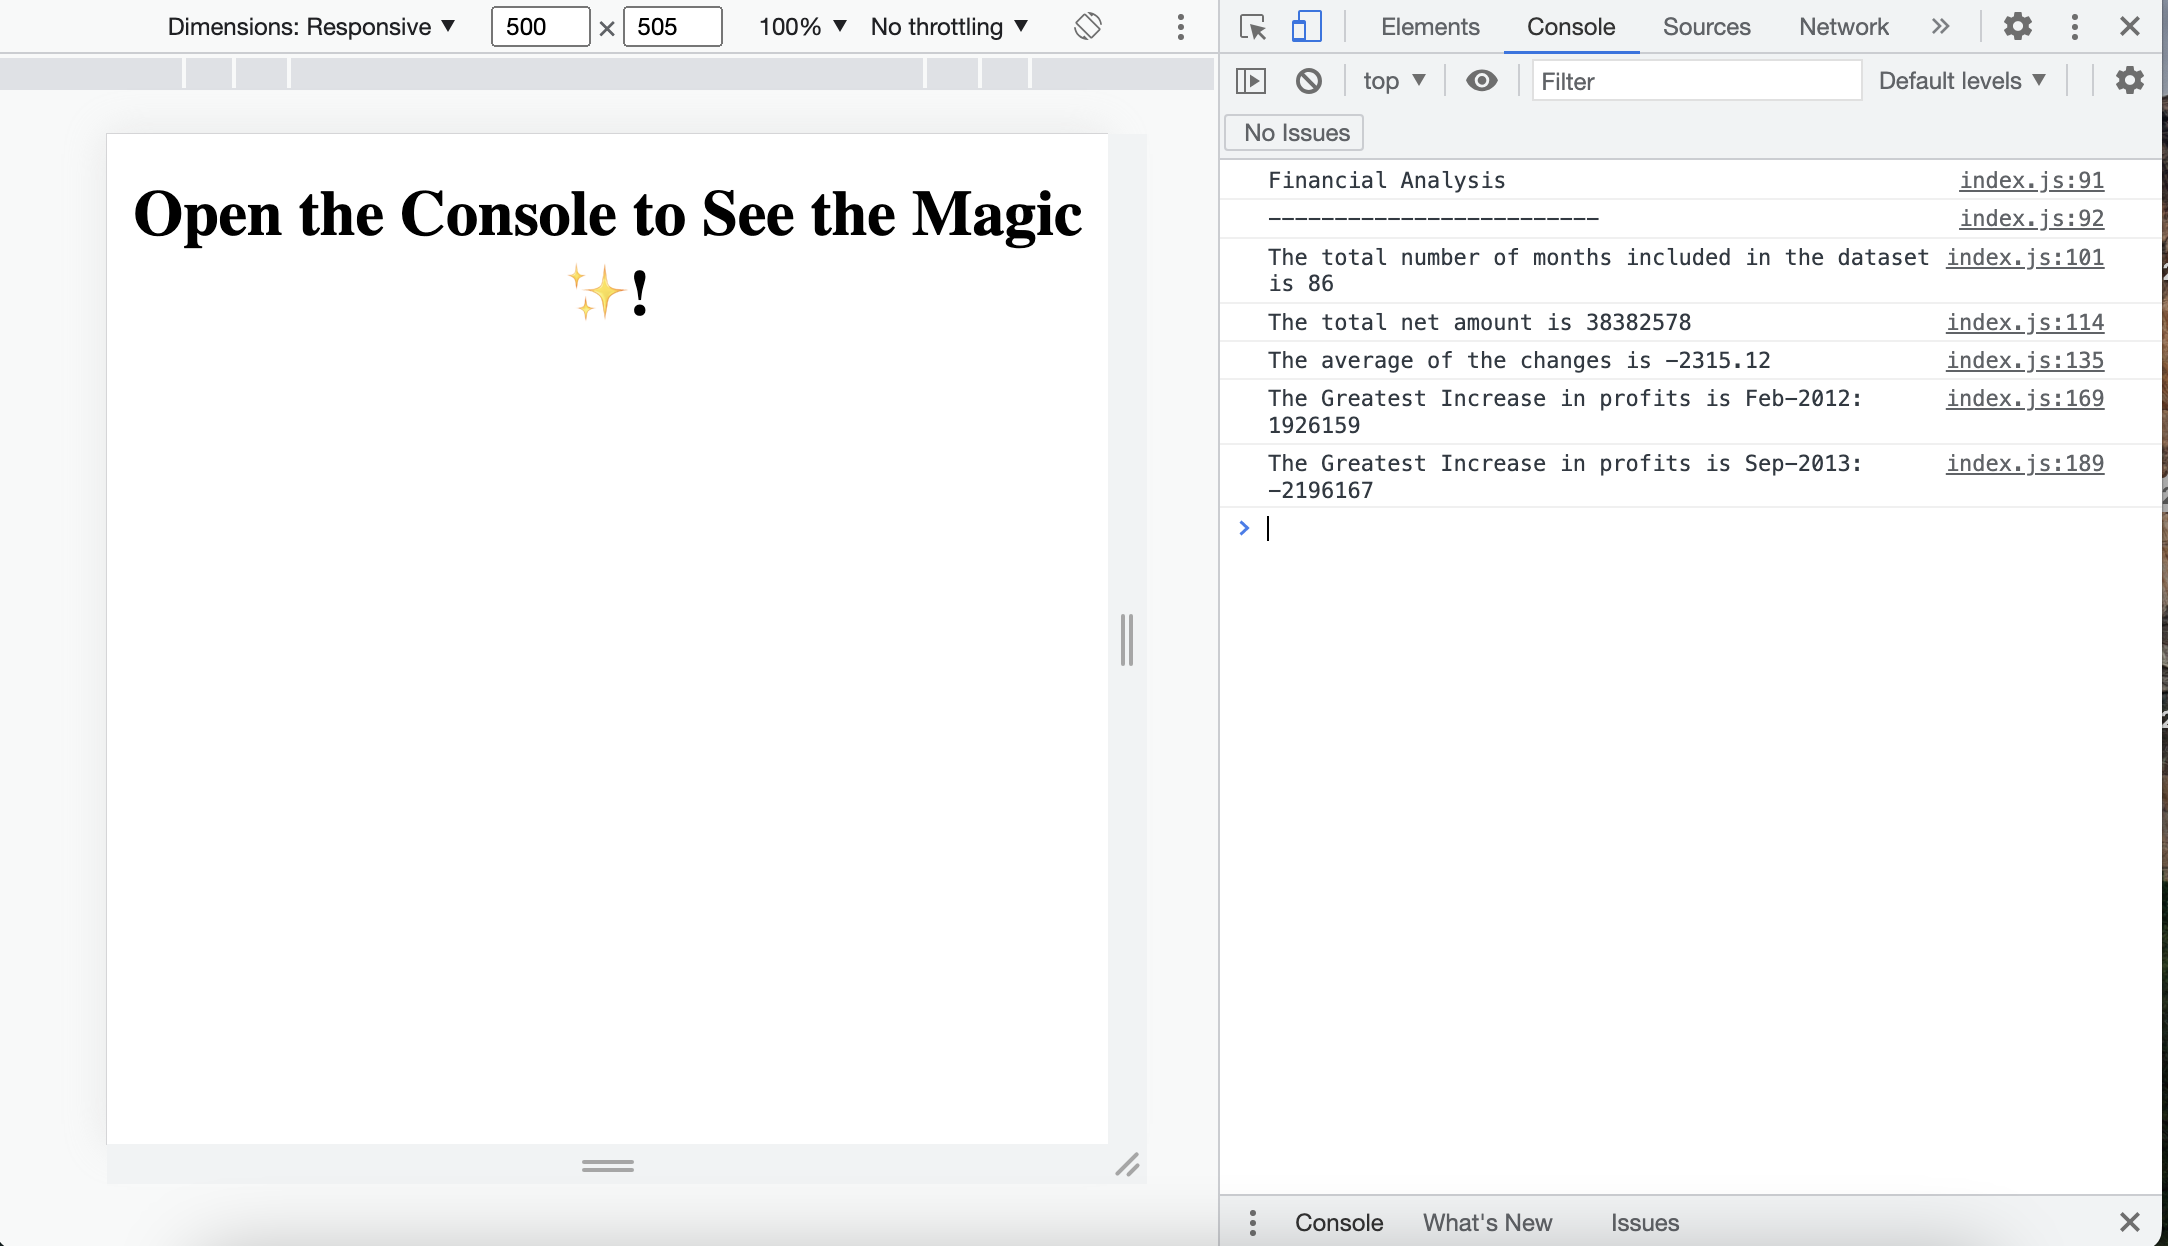 Dimensions: Responsive ▼ 500 × 505 100% ▼ No throttling ▼
Elements Console Sources Network »
top ▼ Filter Default levels ▼
No Issues
Open the Console to See the Magic
✨!
Financial Analysis index.js:91
------------------------- index.js:92
The total number of months included in the dataset index.js:101
is 86
The total net amount is 38382578 index.js:114
The average of the changes is -2315.12 index.js:135
The Greatest Increase in profits is Feb-2012: index.js:169
1926159
The Greatest Increase in profits is Sep-2013: index.js:189
-2196167
>
Console What's New Issues